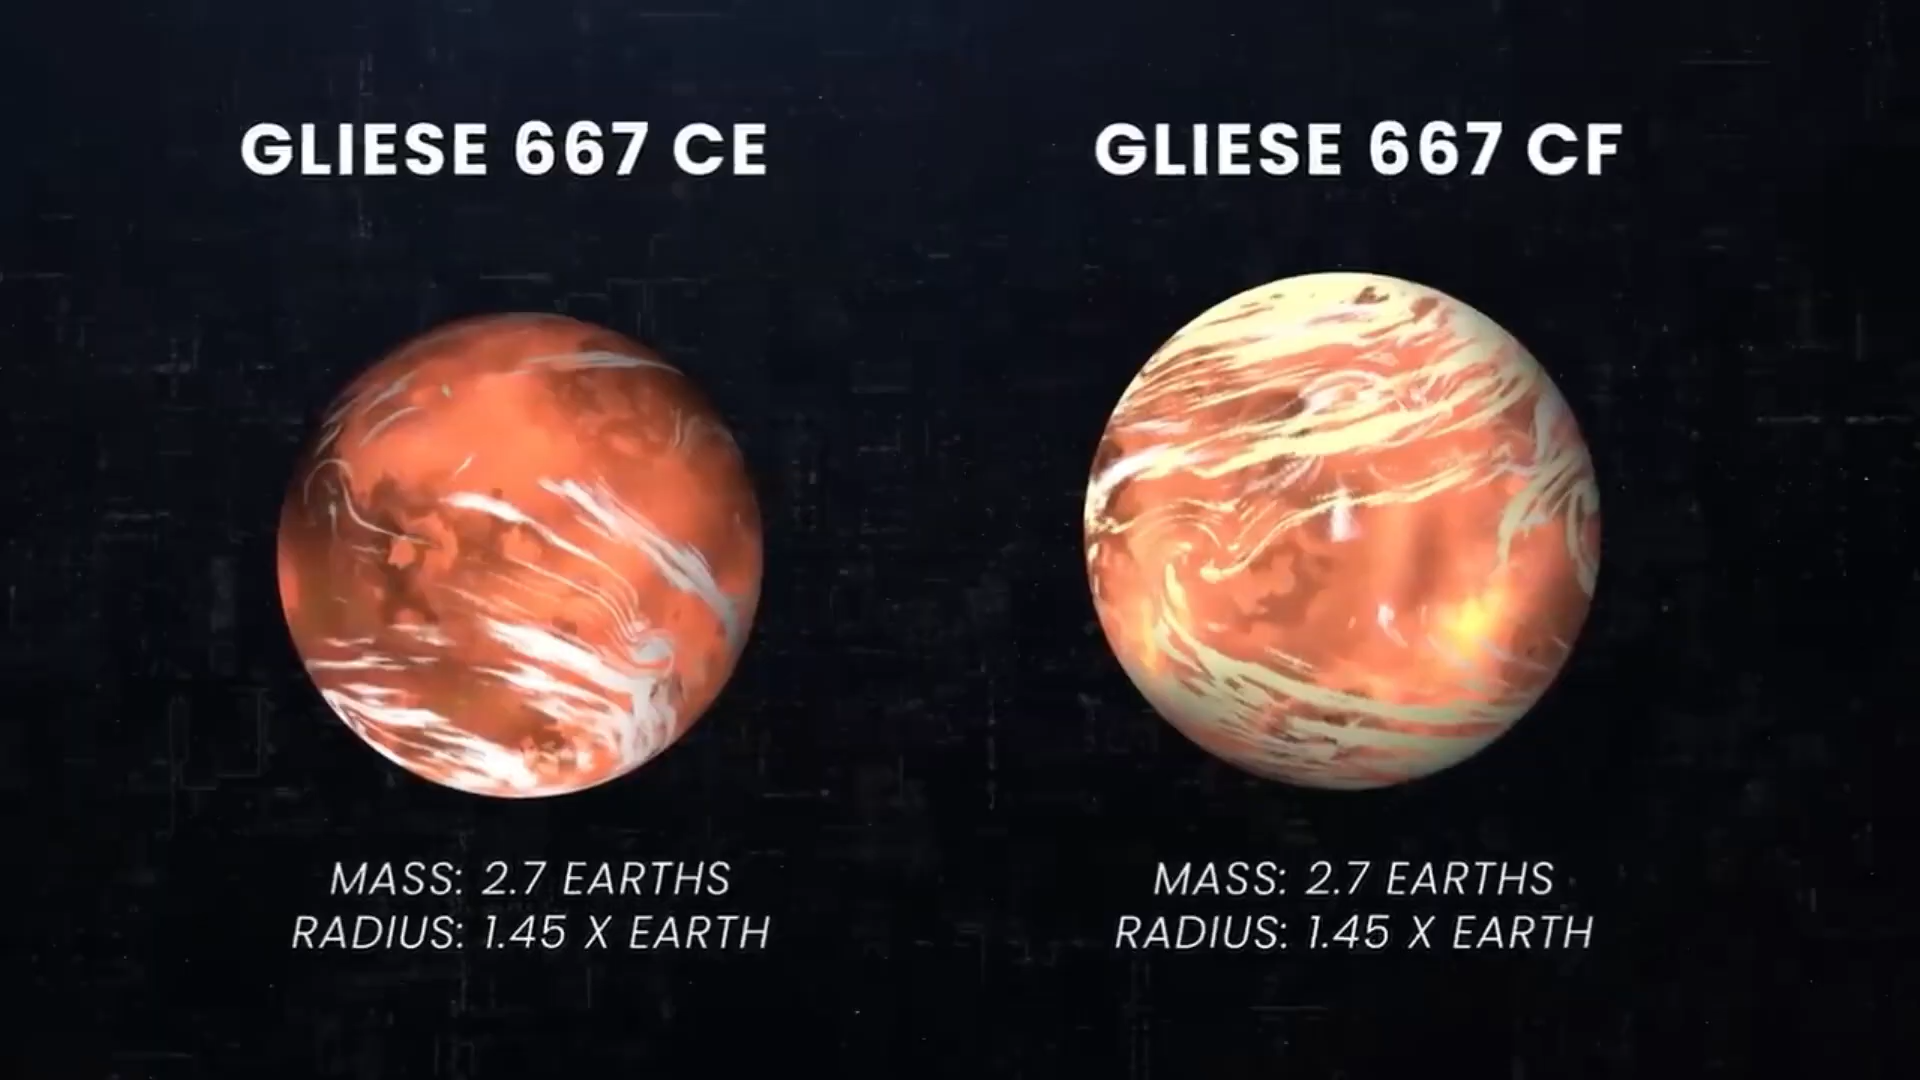 GLIESE 667 CE
GLIESE 667 CF
MASS: 2.7 EARTHS
RADIUS: 1.45 X EARTH
MASS: 2.7 EARTHS
RADIUS: 1.45 X EARTH